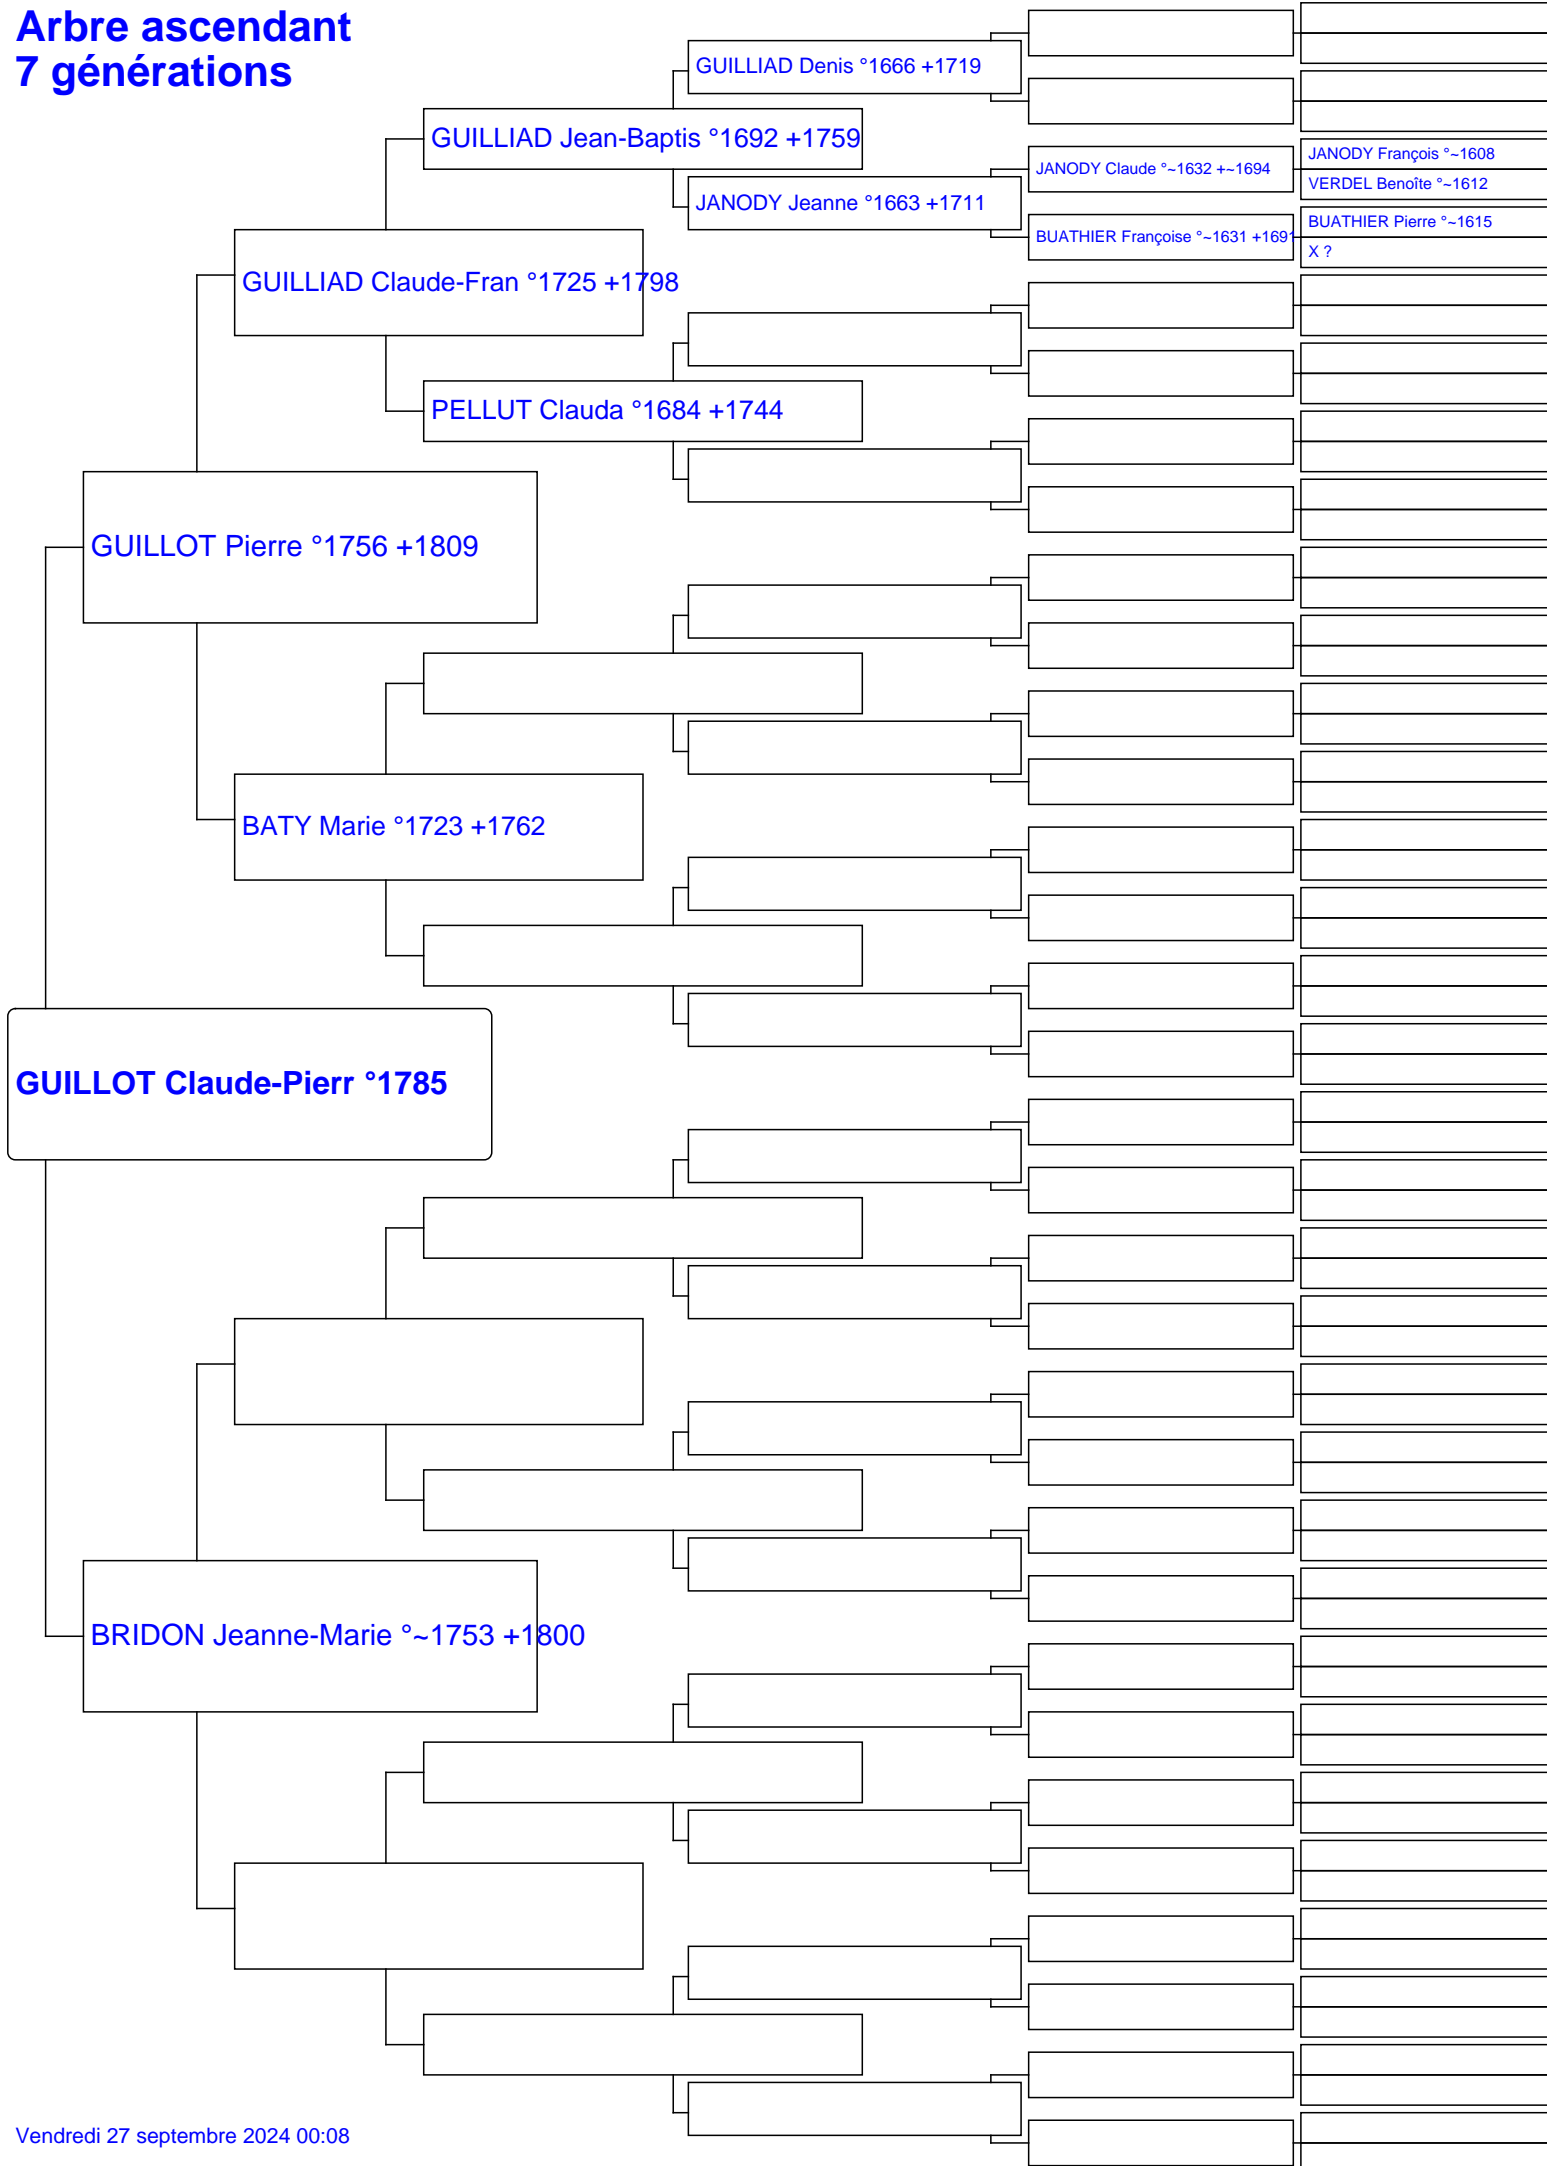 Arbre ascendant
7 générations
GUILLIAD Denis °1666 +1719
GUILLIAD Jean-Baptis °1692 +1759
JANODY François °~1608
JANODY Claude °~1632 +~1694
VERDEL Benoîte °~1612
JANODY Jeanne °1663 +1711
BUATHIER Pierre °~1615
BUATHIER Françoise °~1631 +1691
X ?
GUILLIAD Claude-Fran °1725 +1798
PELLUT Clauda °1684 +1744
GUILLOT Pierre °1756 +1809
BATY Marie °1723 +1762
GUILLOT Claude-Pierr °1785
BRIDON Jeanne-Marie °~1753 +1800
Vendredi 27 septembre 2024 00:08